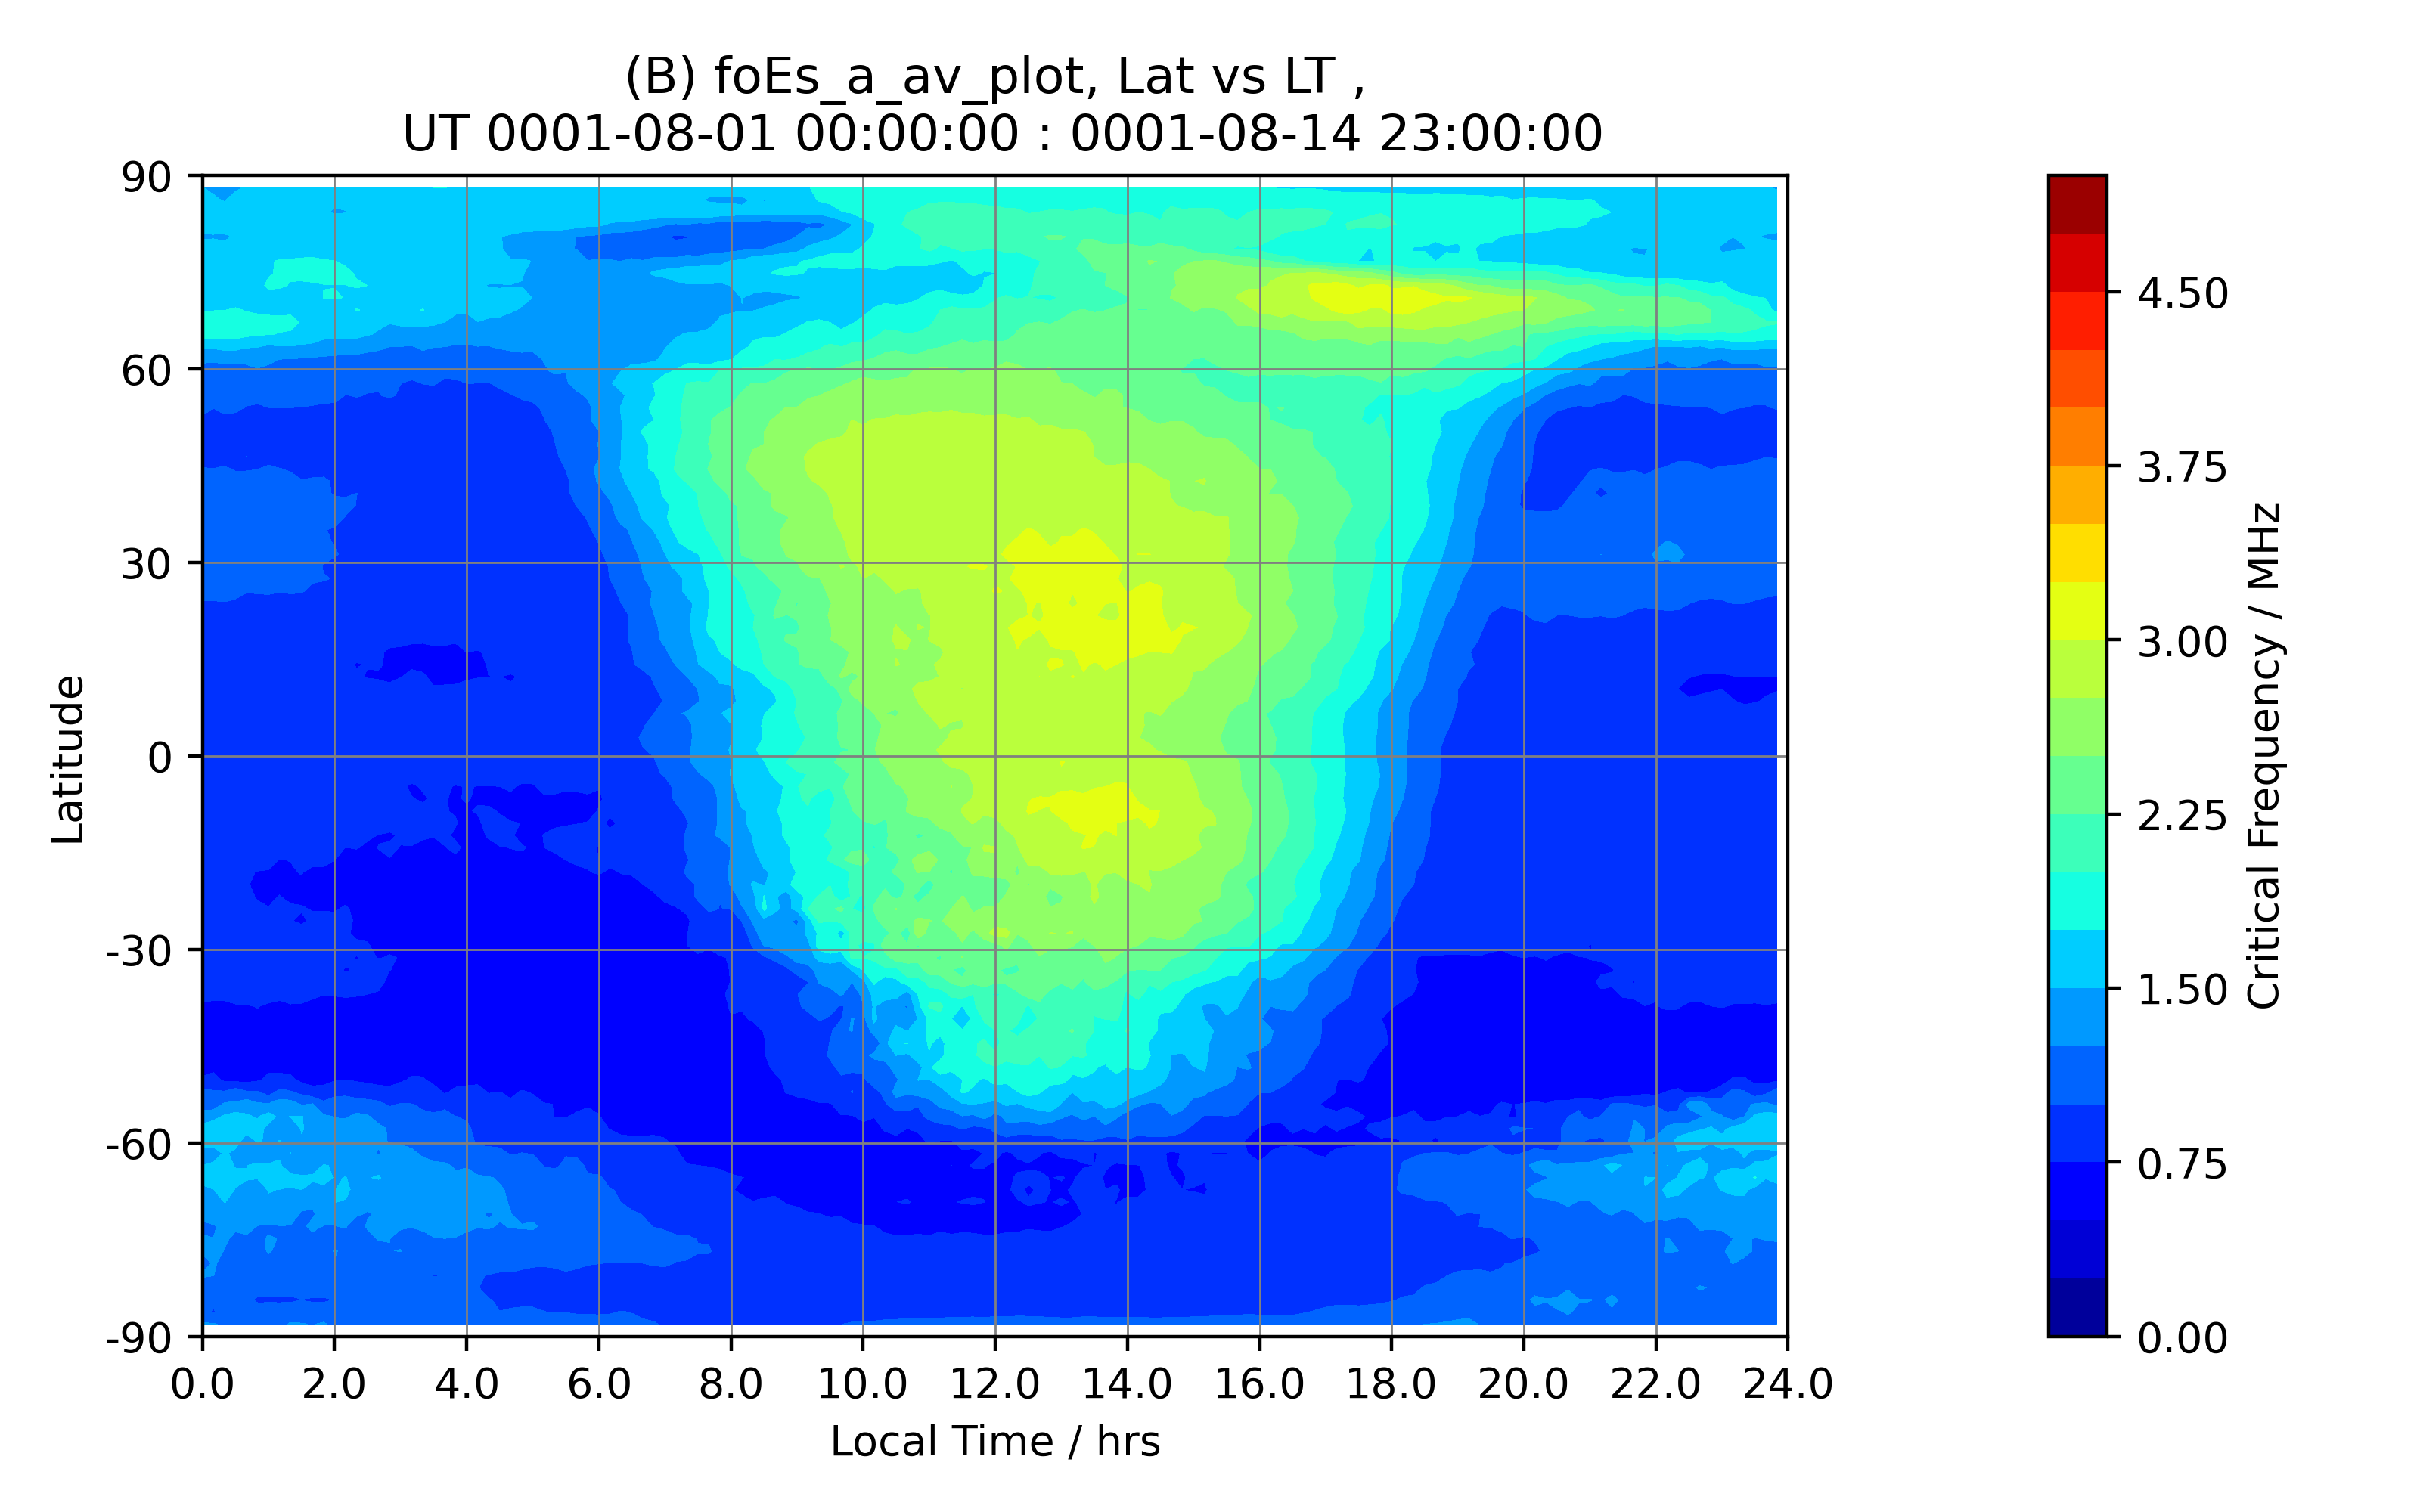 (B) foEs_a_av_plot, Lat vs LT ,
UT 0001-08-01 00:00:00 : 0001-08-14 23:00:00
90
60
30
0
-30
-60
-90
Latitude
0.0 2.0 4.0 6.0 8.0 10.0 12.0 14.0 16.0 18.0 20.0 22.0 24.0
Local Time / hrs
4.50
3.75
3.00
2.25
1.50
0.75
0.00
Critical Frequency / MHz